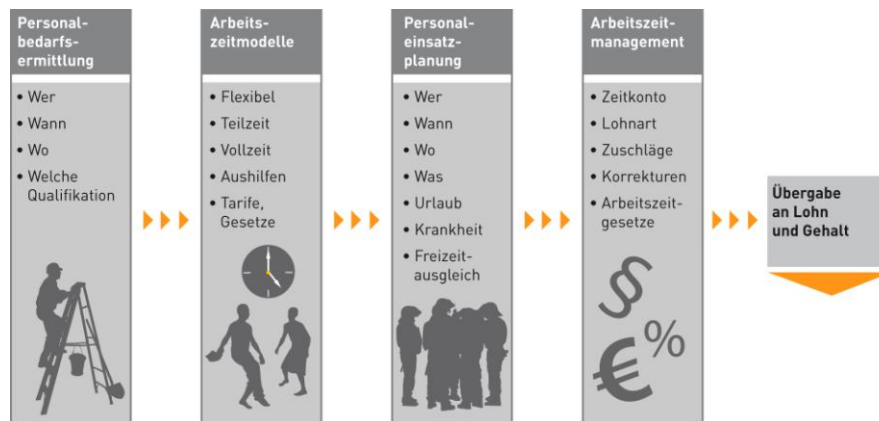 Personal-
bedarfs-
ermittlung
• Wer
• Wann
• Wo
• Welche
Qualifikation
Arbeits-
zeitmodelle
• Flexibel
• Teilzeit
• Vollzeit
• Aushilfen
• Tarife,
Gesetze
Personal-
einsatz-
planung
• Wer
• Wann
• Wo
• Was
• Urlaub
• Krankheit
• Freizeit-
ausgleich
Arbeitszeit-
management
• Zeitkonto
• Lohnart
• Zuschläge
• Korrekturen
• Arbeitszeit-
gesetze
§
€ %
Übergabe
an Lohn
und Gehalt